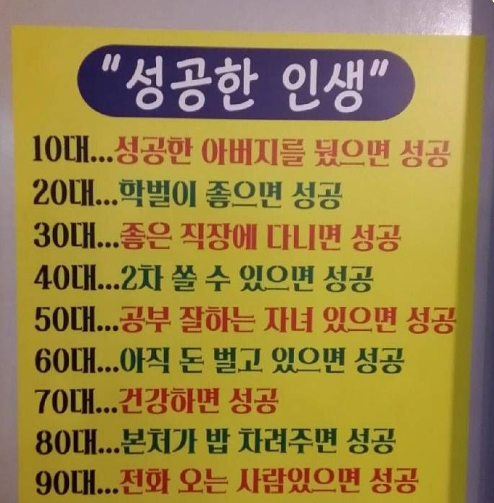 "성공한 인생"
10대...성공한 아버지를 뒀으면 성공
20대...학벌이 좋으면 성공
30대...좋은 직장에 다니면 성공
40대...2차 쏠 수 있으면 성공
50대...공부 잘하는 자녀 있으면 성공
60대...아직 돈 벌고 있으면 성공
70대...건강하면 성공
80대...본처가 밥 차려주면 성공
90대...전화 오는 사람있으면 성공